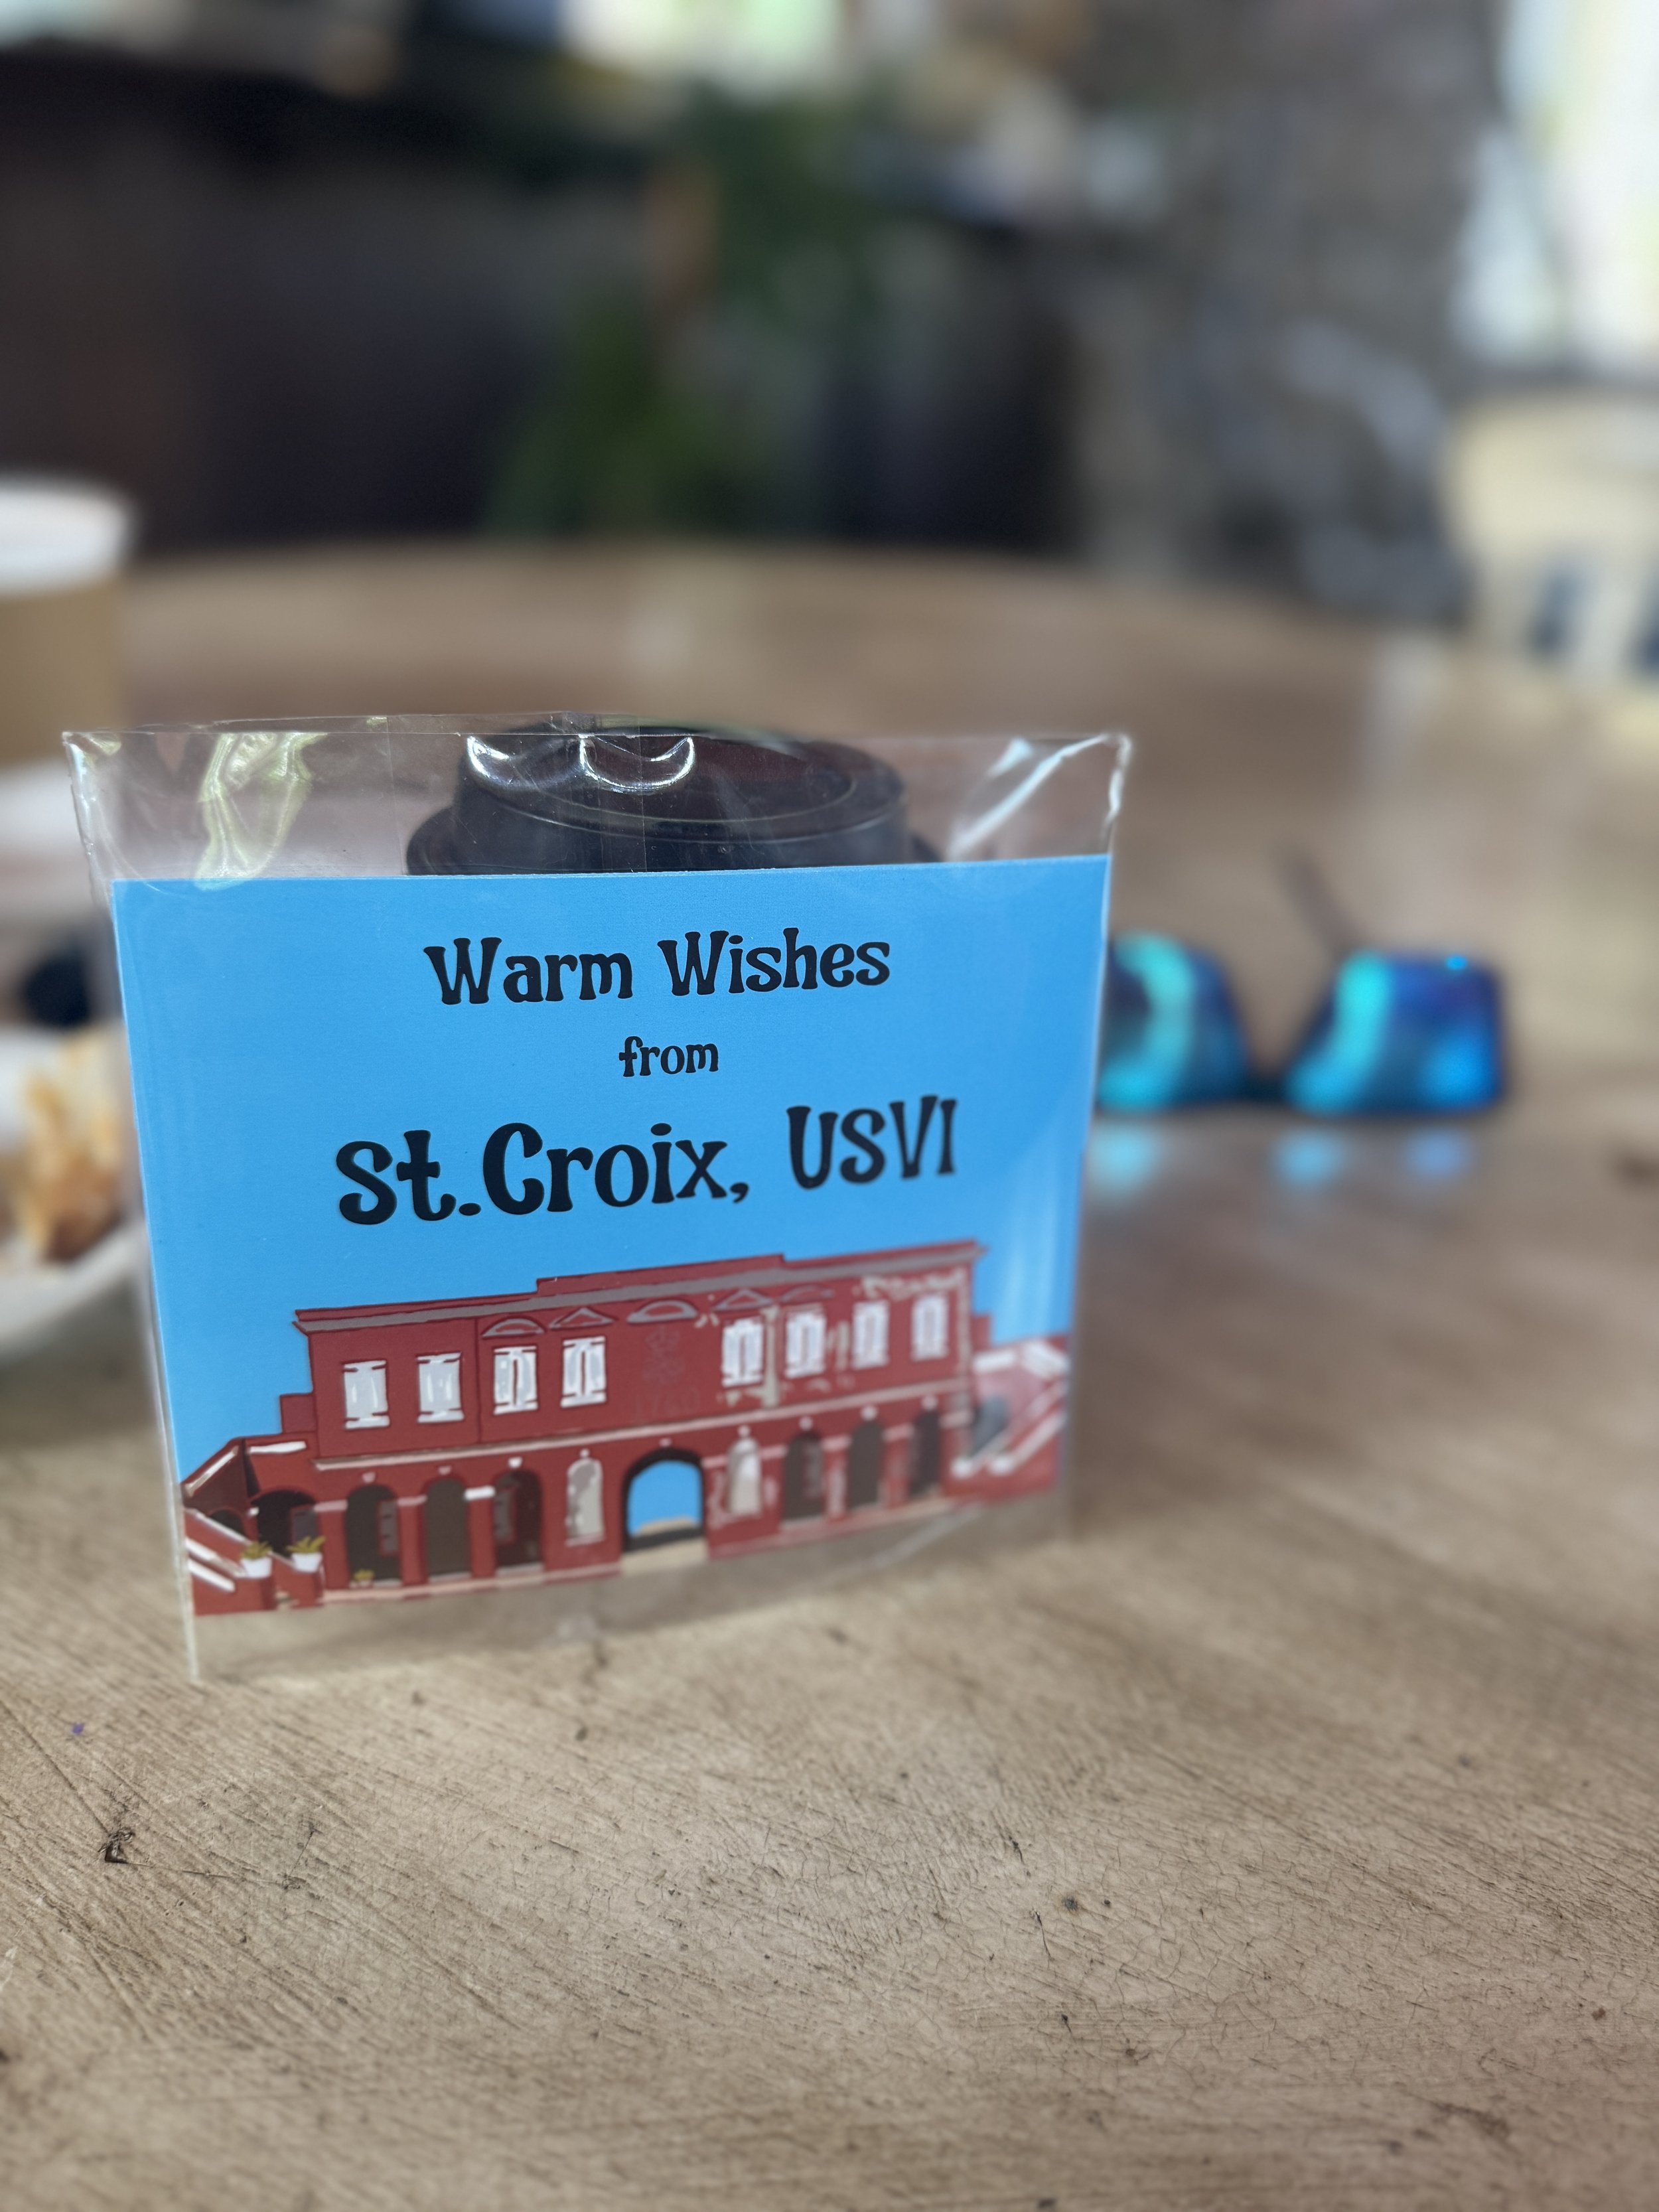 Warm Wishes
from
St.Croix, USVI